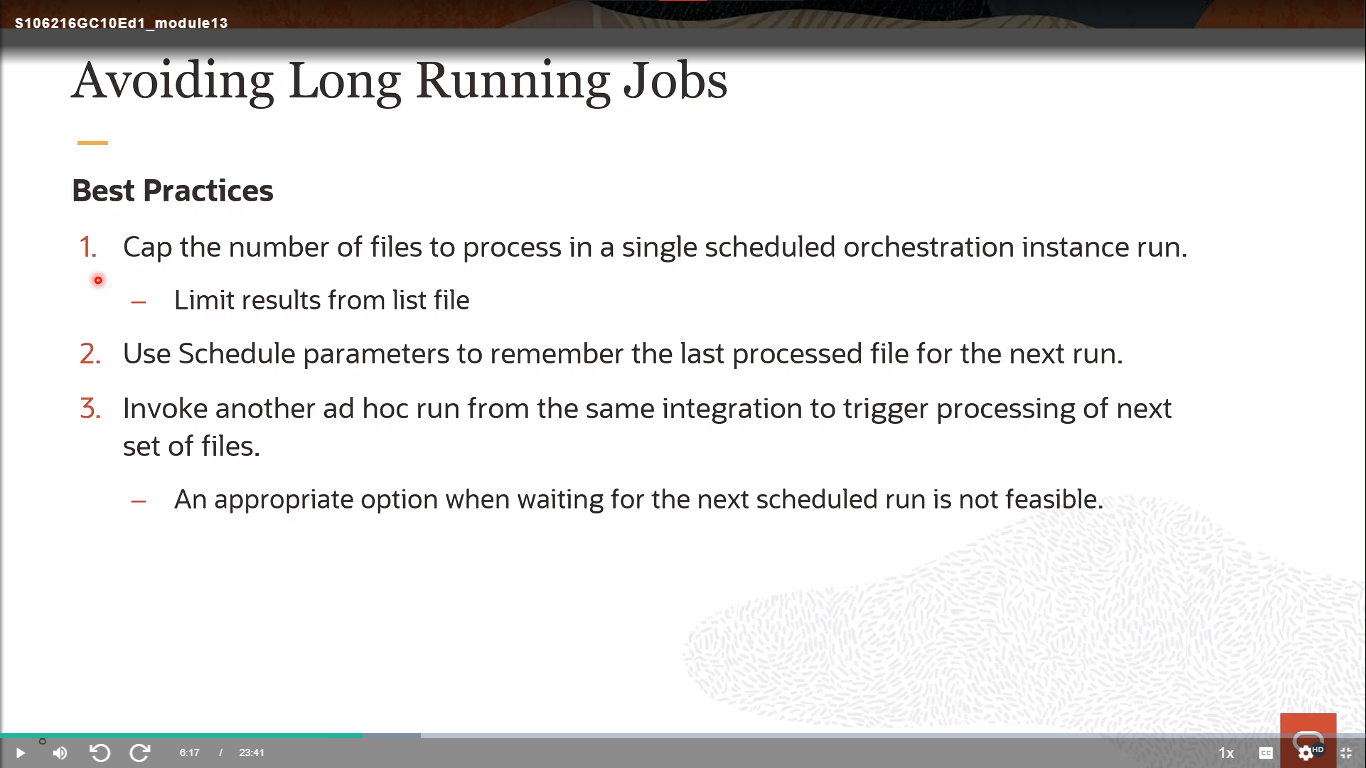 S106216GC10Ed1_module13
Avoiding Long Running Jobs
Best Practices
1. Cap the number of files to process in a single scheduled orchestration instance run.
– Limit results from list file
2. Use Schedule parameters to remember the last processed file for the next run.
3. Invoke another ad hoc run from the same integration to trigger processing of next
set of files.
– An appropriate option when waiting for the next scheduled run is not feasible.
6:17 / 23:41 1x CC HD